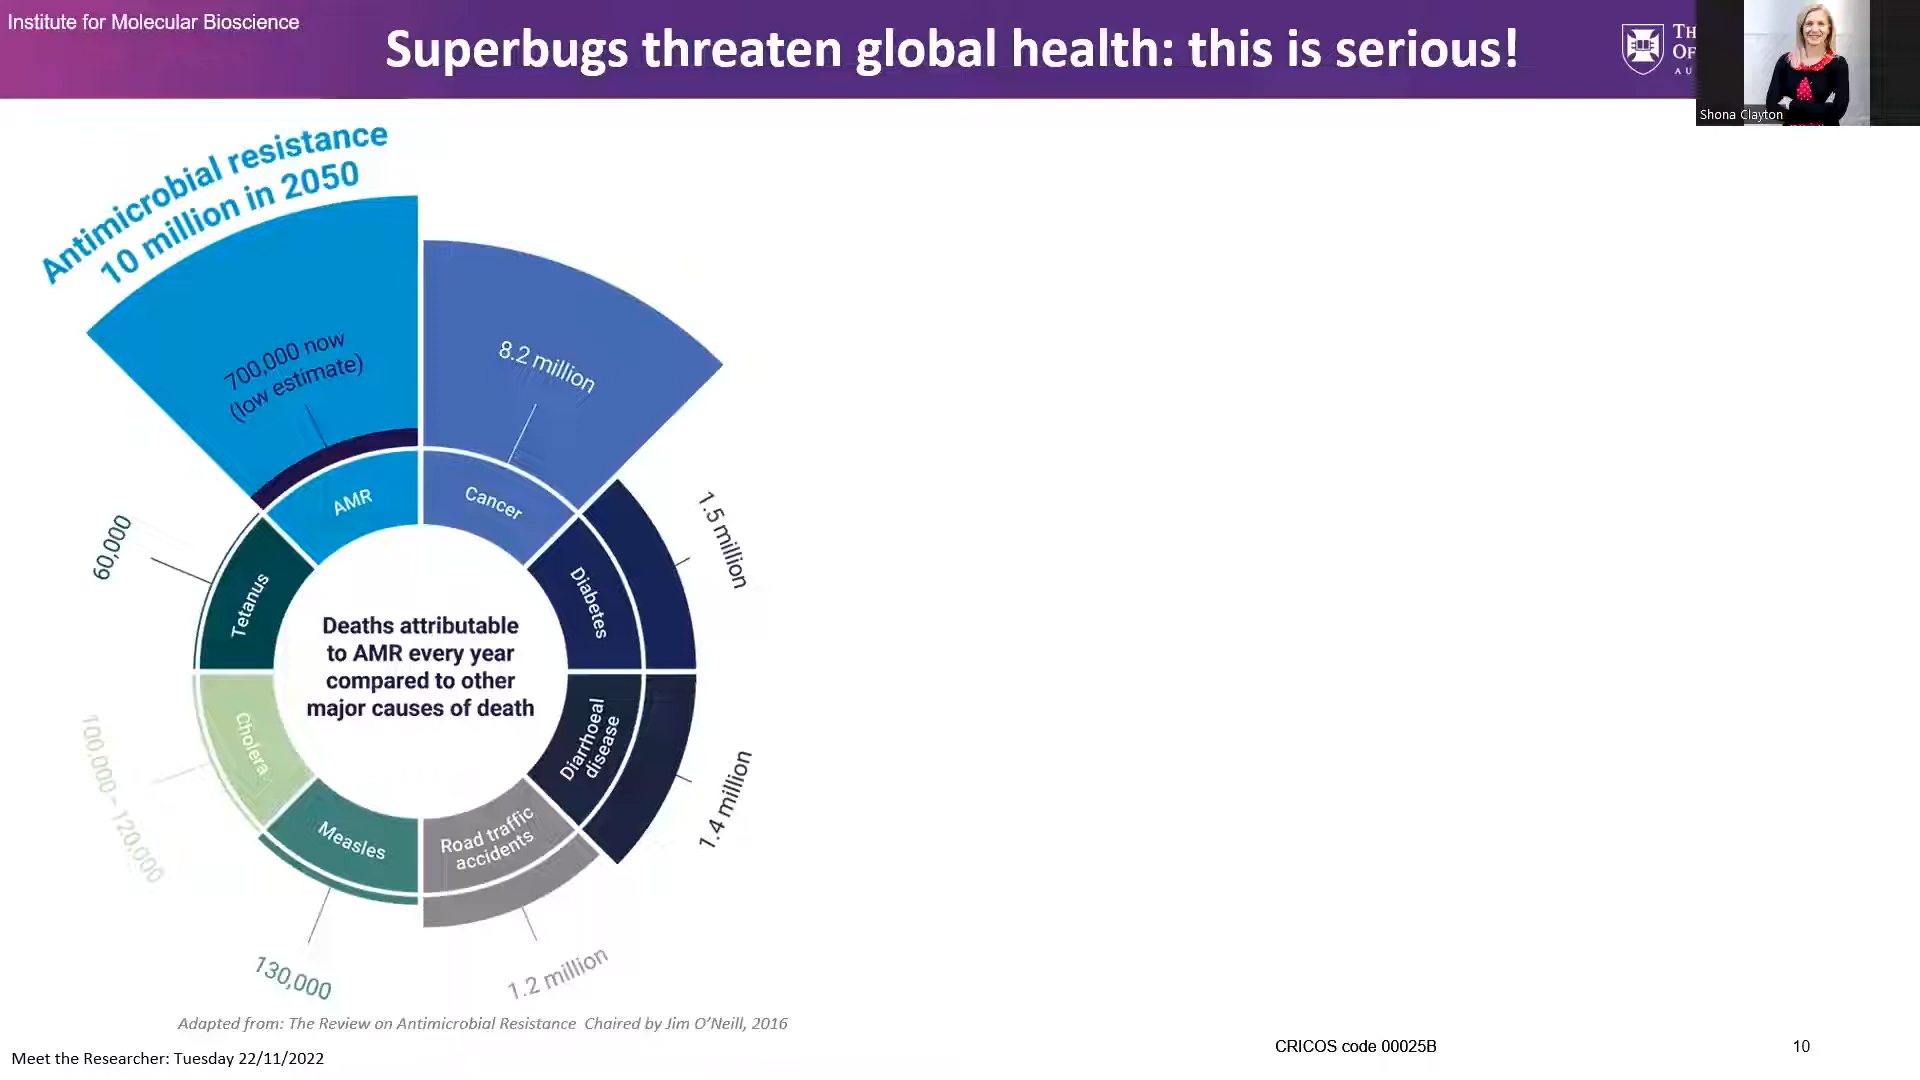 Institute for Molecular Bioscience
Superbugs threaten global health: this is serious!
Shona Clayton
Antimicrobial resistance
10 million in 2050
700,000 now
(low estimate)
8.2 million
AMR
Cancer
1.5 million
60,000
Diabetes
Tetanus
Deaths attributable
to AMR every year
compared to other
major causes of death
Diarrhoeal
disease
1.4 million
Cholera
100,000 – 120,000
Measles
Road traffic
accidents
130,000
1.2 million
Adapted from: The Review on Antimicrobial Resistance Chaired by Jim O’Neill, 2016
Meet the Researcher: Tuesday 22/11/2022
CRICOS code 00025B
10